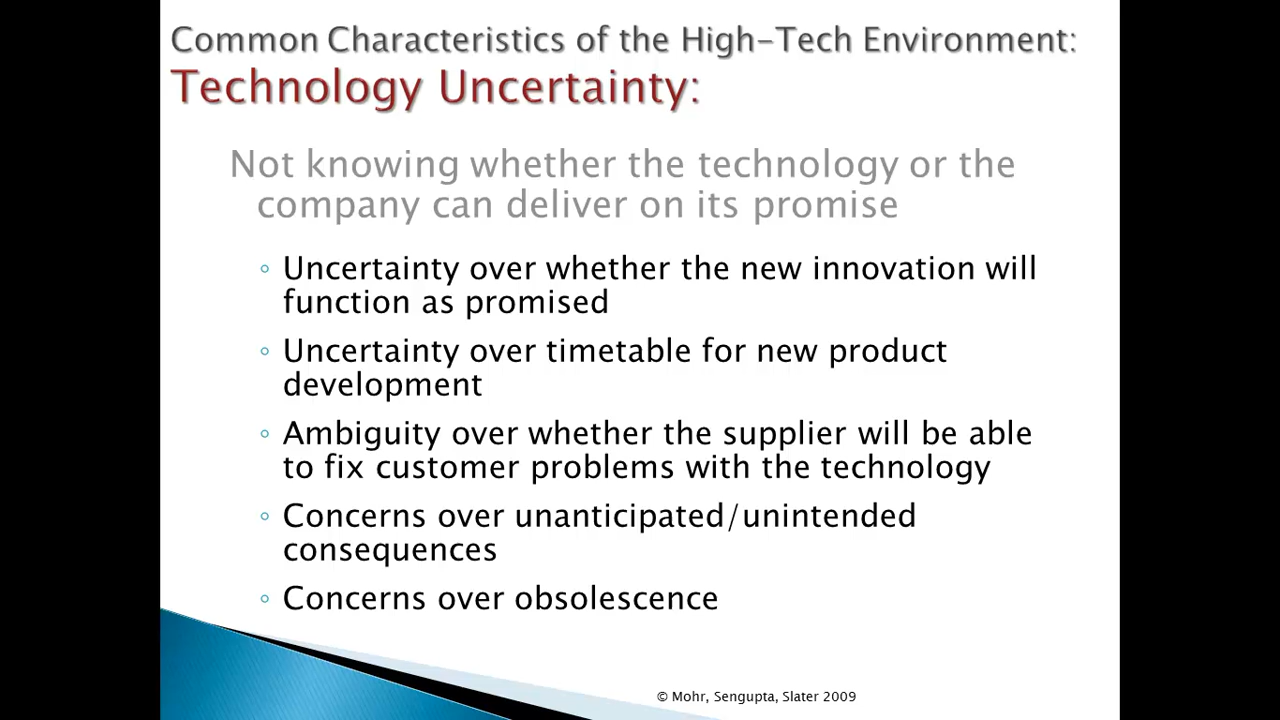 Common Characteristics of the High-Tech Environment:
Technology Uncertainty:
Not knowing whether the technology or the
company can deliver on its promise
◦ Uncertainty over whether the new innovation will
function as promised
◦ Uncertainty over timetable for new product
development
◦ Ambiguity over whether the supplier will be able
to fix customer problems with the technology
◦ Concerns over unanticipated/unintended
consequences
◦ Concerns over obsolescence
© Mohr, Sengupta, Slater 2009